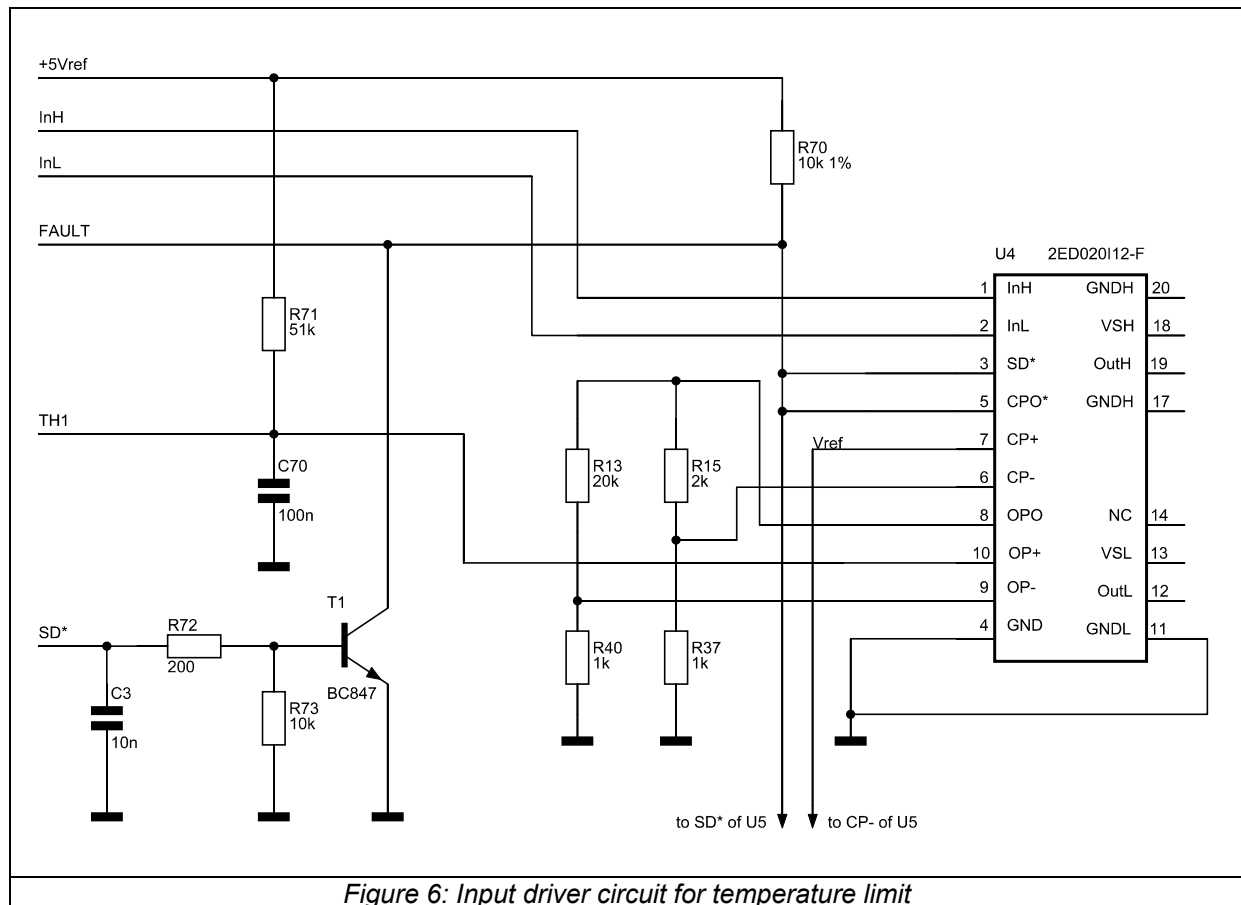 +5Vref
InH
R70
10k 1%
InL
FAULT
U4 2ED020I12-F
1 InH GNDH 20
R71
51k
2 InL VSH 18
3 SD* OutH 19
5 CPO* GNDH 17
TH1
Vref
7 CP+
C70
100n
R13
20k
R15
2k
6 CP-
8 OPO NC 14
10 OP+ VSL 13
T1
9 OP- OutL 12
SD*
R72
200
4 GND GNDL 11
R40
1k
R37
1k
BC847
C3
10n
R73
10k
to SD* of U5
to CP- of U5
Figure 6: Input driver circuit for temperature limit